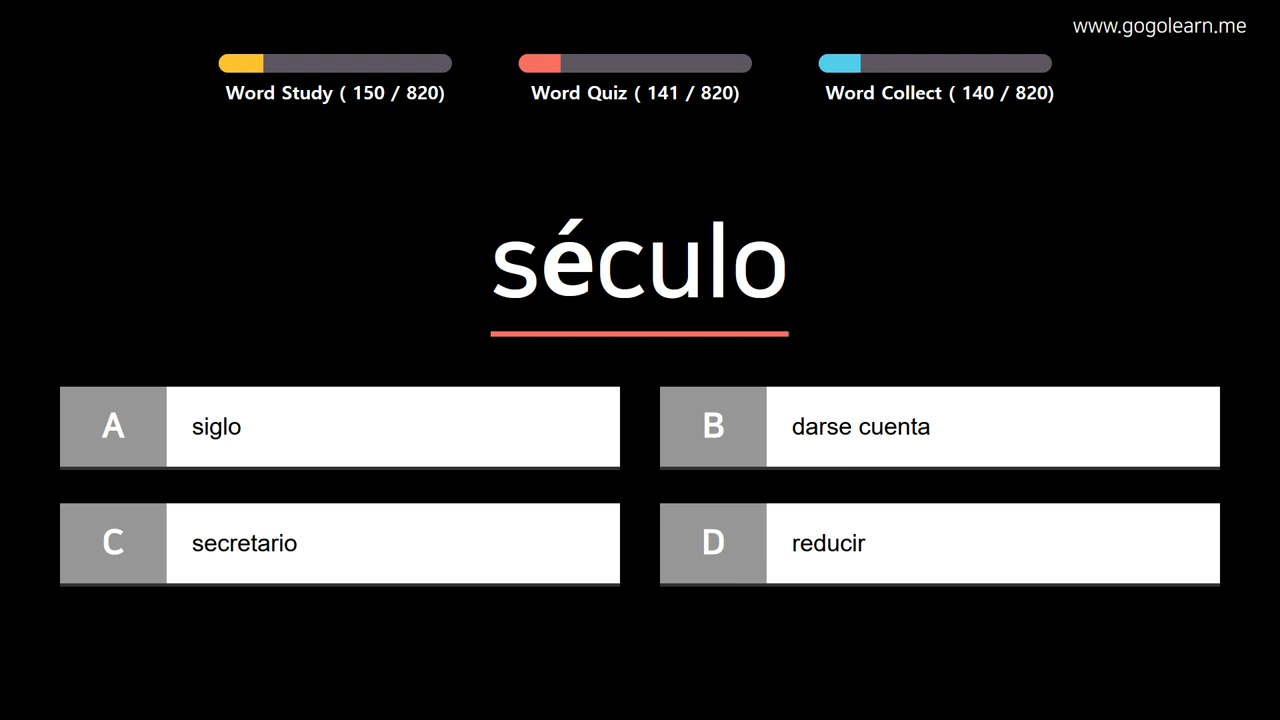 www.gogolearn.me
Word Study ( 150 / 820)
Word Quiz ( 141 / 820)
Word Collect ( 140 / 820)
século
A siglo
B darse cuenta
C secretario
D reducir